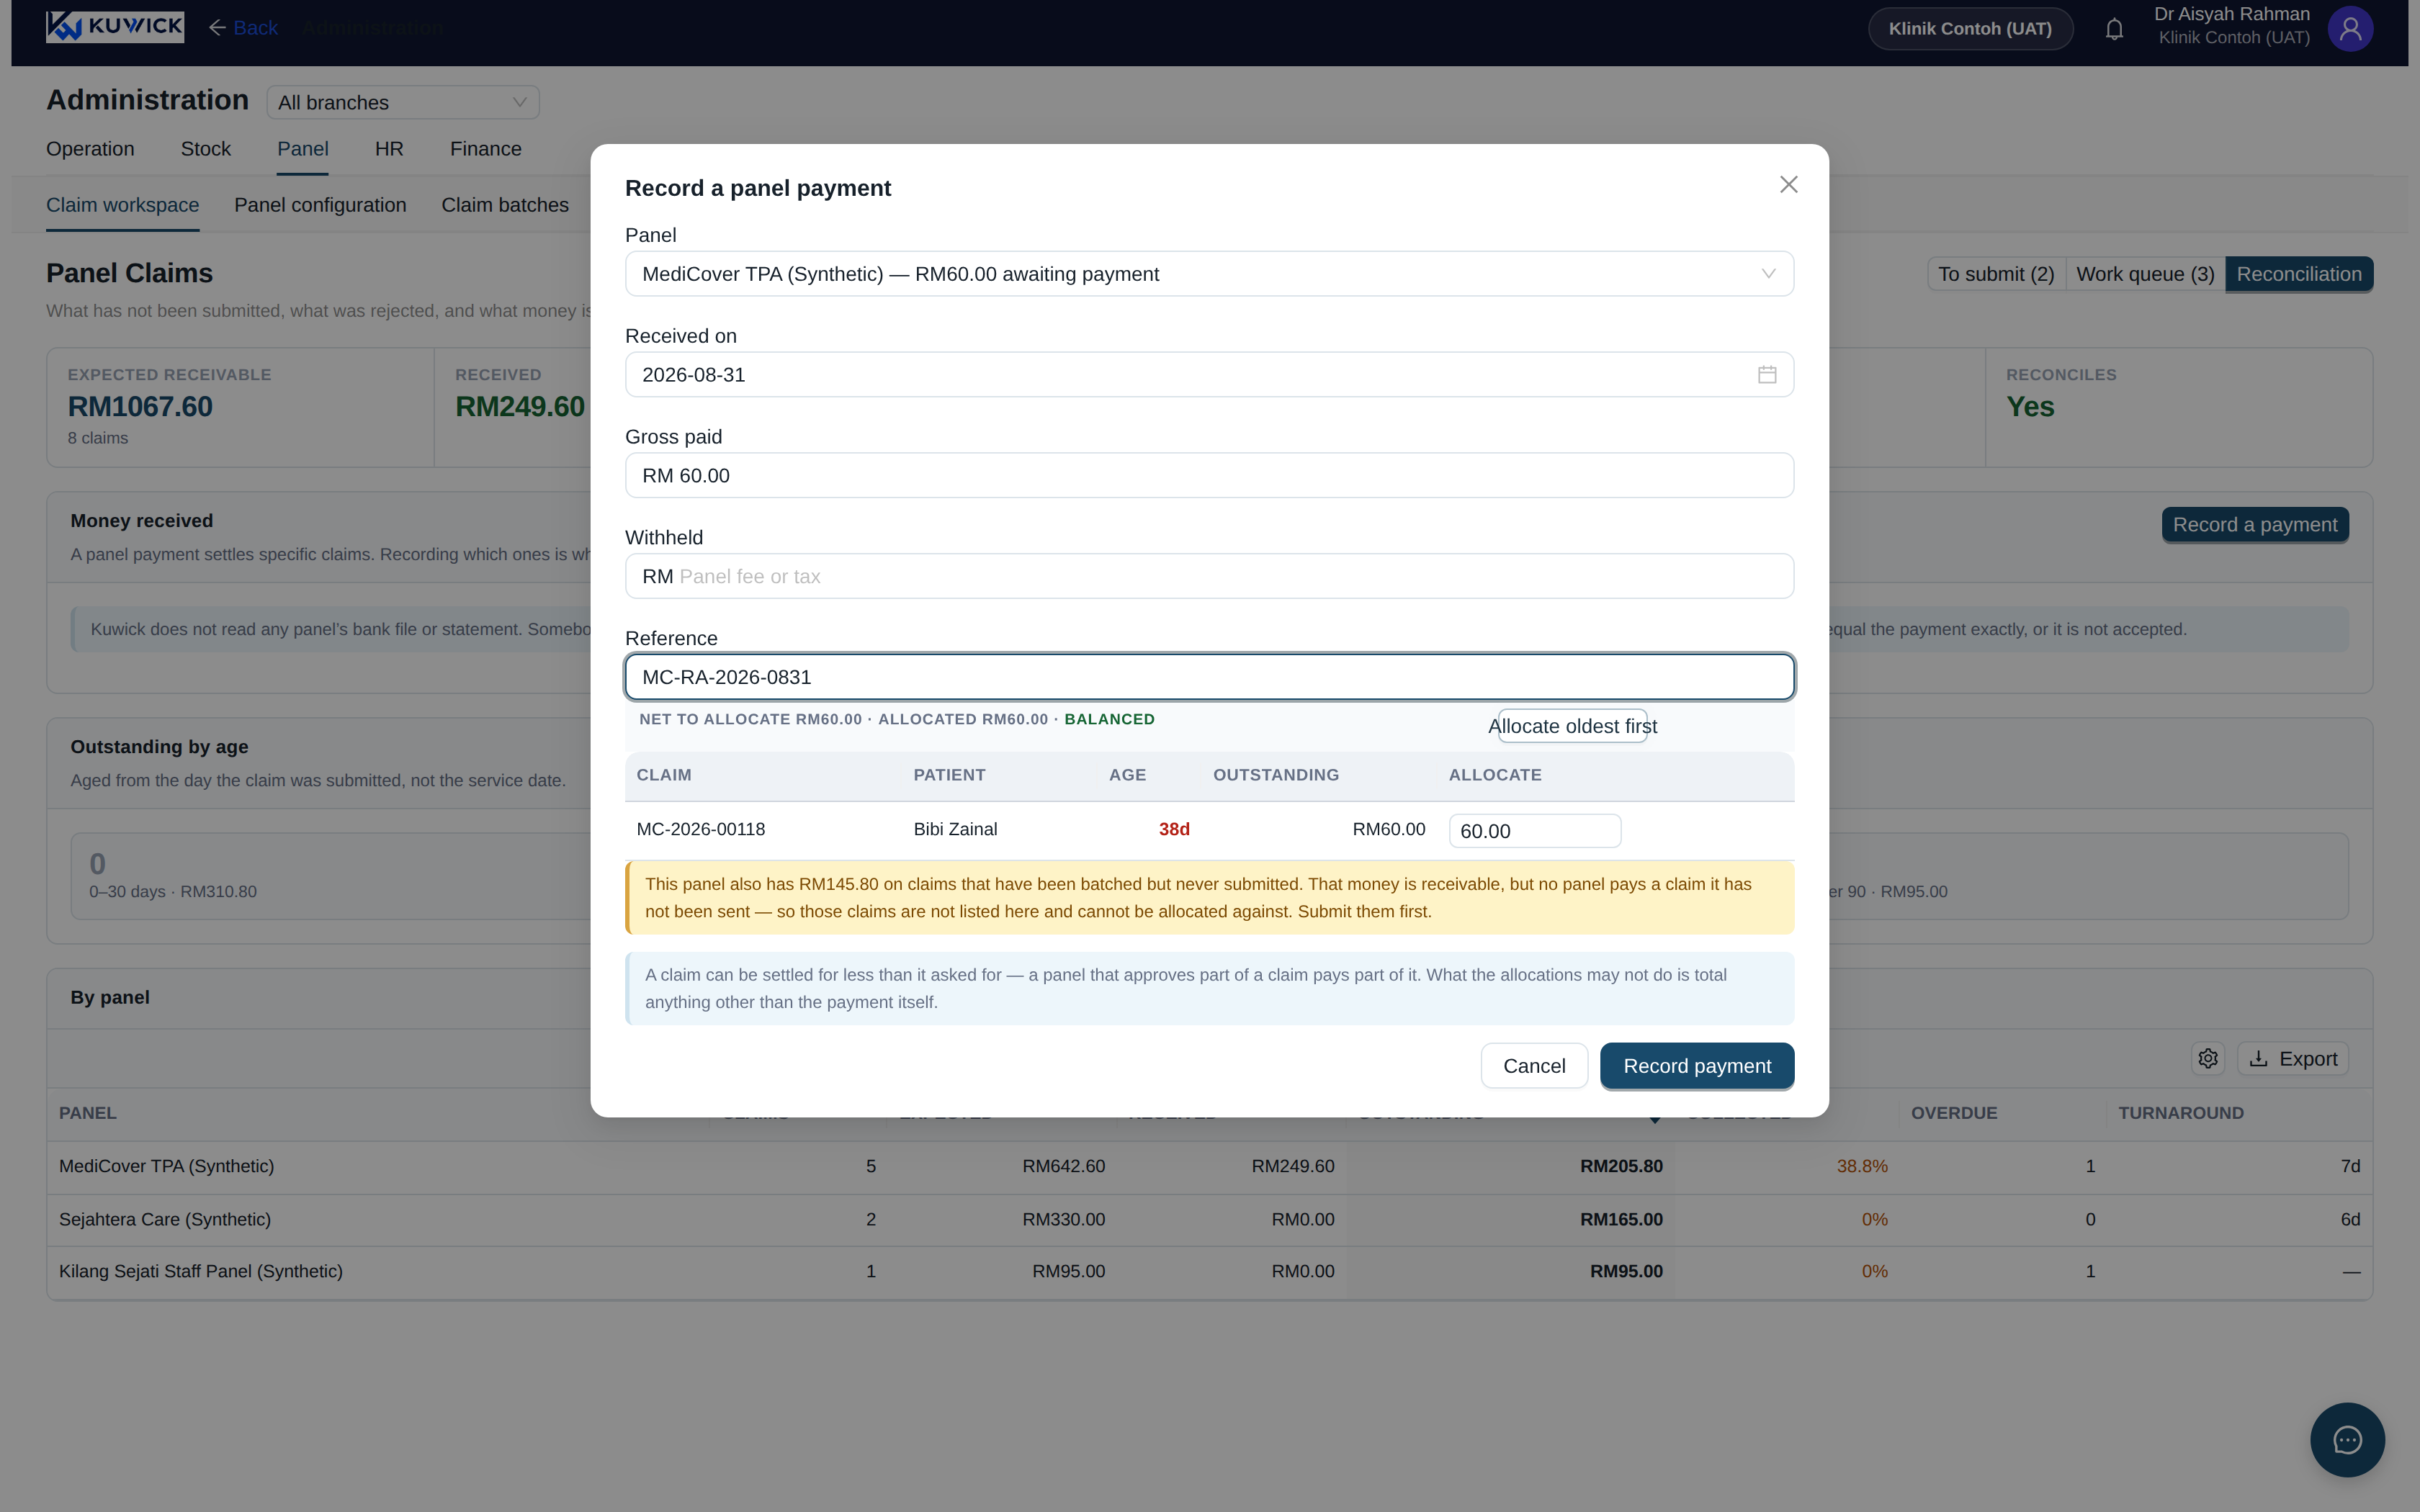 KUWICK
Back
Administration
Klinik Contoh (UAT)
Dr Aisyah Rahman
Klinik Contoh (UAT)
Administration
All branches
Operation
Stock
Panel
HR
Finance
Claim workspace
Panel configuration
Claim batches
Panel Claims
What has not been submitted, what was rejected, and what money is
To submit (2)
Work queue (3)
Reconciliation
EXPECTED RECEIVABLE
RM1067.60
8 claims
RECEIVED
RM249.60
RECONCILES
Yes
Money received
A panel payment settles specific claims. Recording which ones is
Record a payment
Kuwick does not read any panel’s bank file or statement.
equal the payment exactly, or it is not accepted.
Outstanding by age
Aged from the day the claim was submitted, not the service date.
0
0–30 days · RM310.80
90 · RM95.00
By panel
Export
PANEL
OVERDUE
TURNAROUND
MediCover TPA (Synthetic) 5 RM642.60 RM249.60 RM205.80 38.8% 1 7d
Sejahtera Care (Synthetic) 2 RM330.00 RM0.00 RM165.00 0% 0 6d
Kilang Sejati Staff Panel (Synthetic) 1 RM95.00 RM0.00 RM95.00 0% 1 —
Record a panel payment
Panel
MediCover TPA (Synthetic) — RM60.00 awaiting payment
Received on
2026-08-31
Gross paid
RM 60.00
Withheld
RM Panel fee or tax
Reference
MC-RA-2026-0831
NET TO ALLOCATE RM60.00 · ALLOCATED RM60.00 · BALANCED
Allocate oldest first
CLAIM PATIENT AGE OUTSTANDING ALLOCATE
MC-2026-00118 Bibi Zainal 38d RM60.00 60.00
This panel also has RM145.80 on claims that have been batched but never submitted. That money is receivable, but no panel pays a claim it has
not been sent — so those claims are not listed here and cannot be allocated against. Submit them first.
A claim can be settled for less than it asked for — a panel that approves part of a claim pays part of it. What the allocations may not do is total
anything other than the payment itself.
Cancel
Record payment